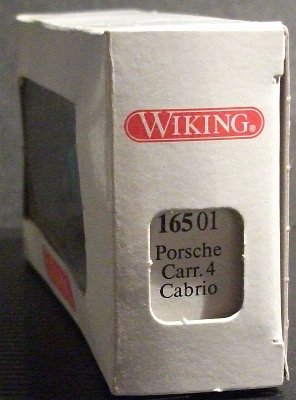 WIKING®
16501
Porsche
Carr. 4
Cabrio